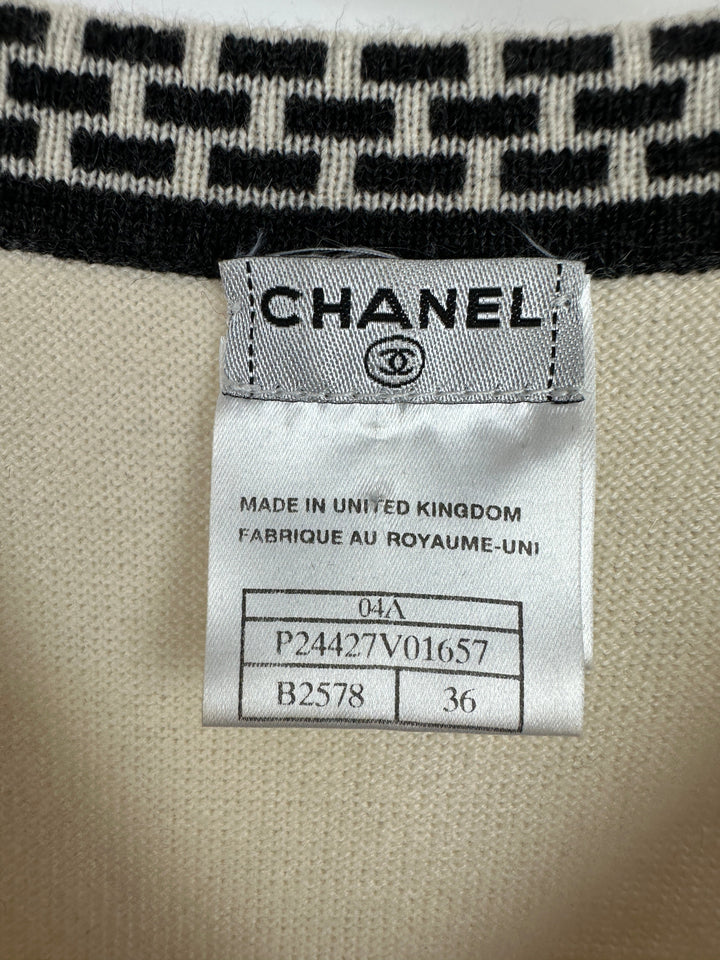 CHANEL
MADE IN UNITED KINGDOM
FABRIQUE AU ROYAUME-UNI
04A
P24427V01657
B2578 36